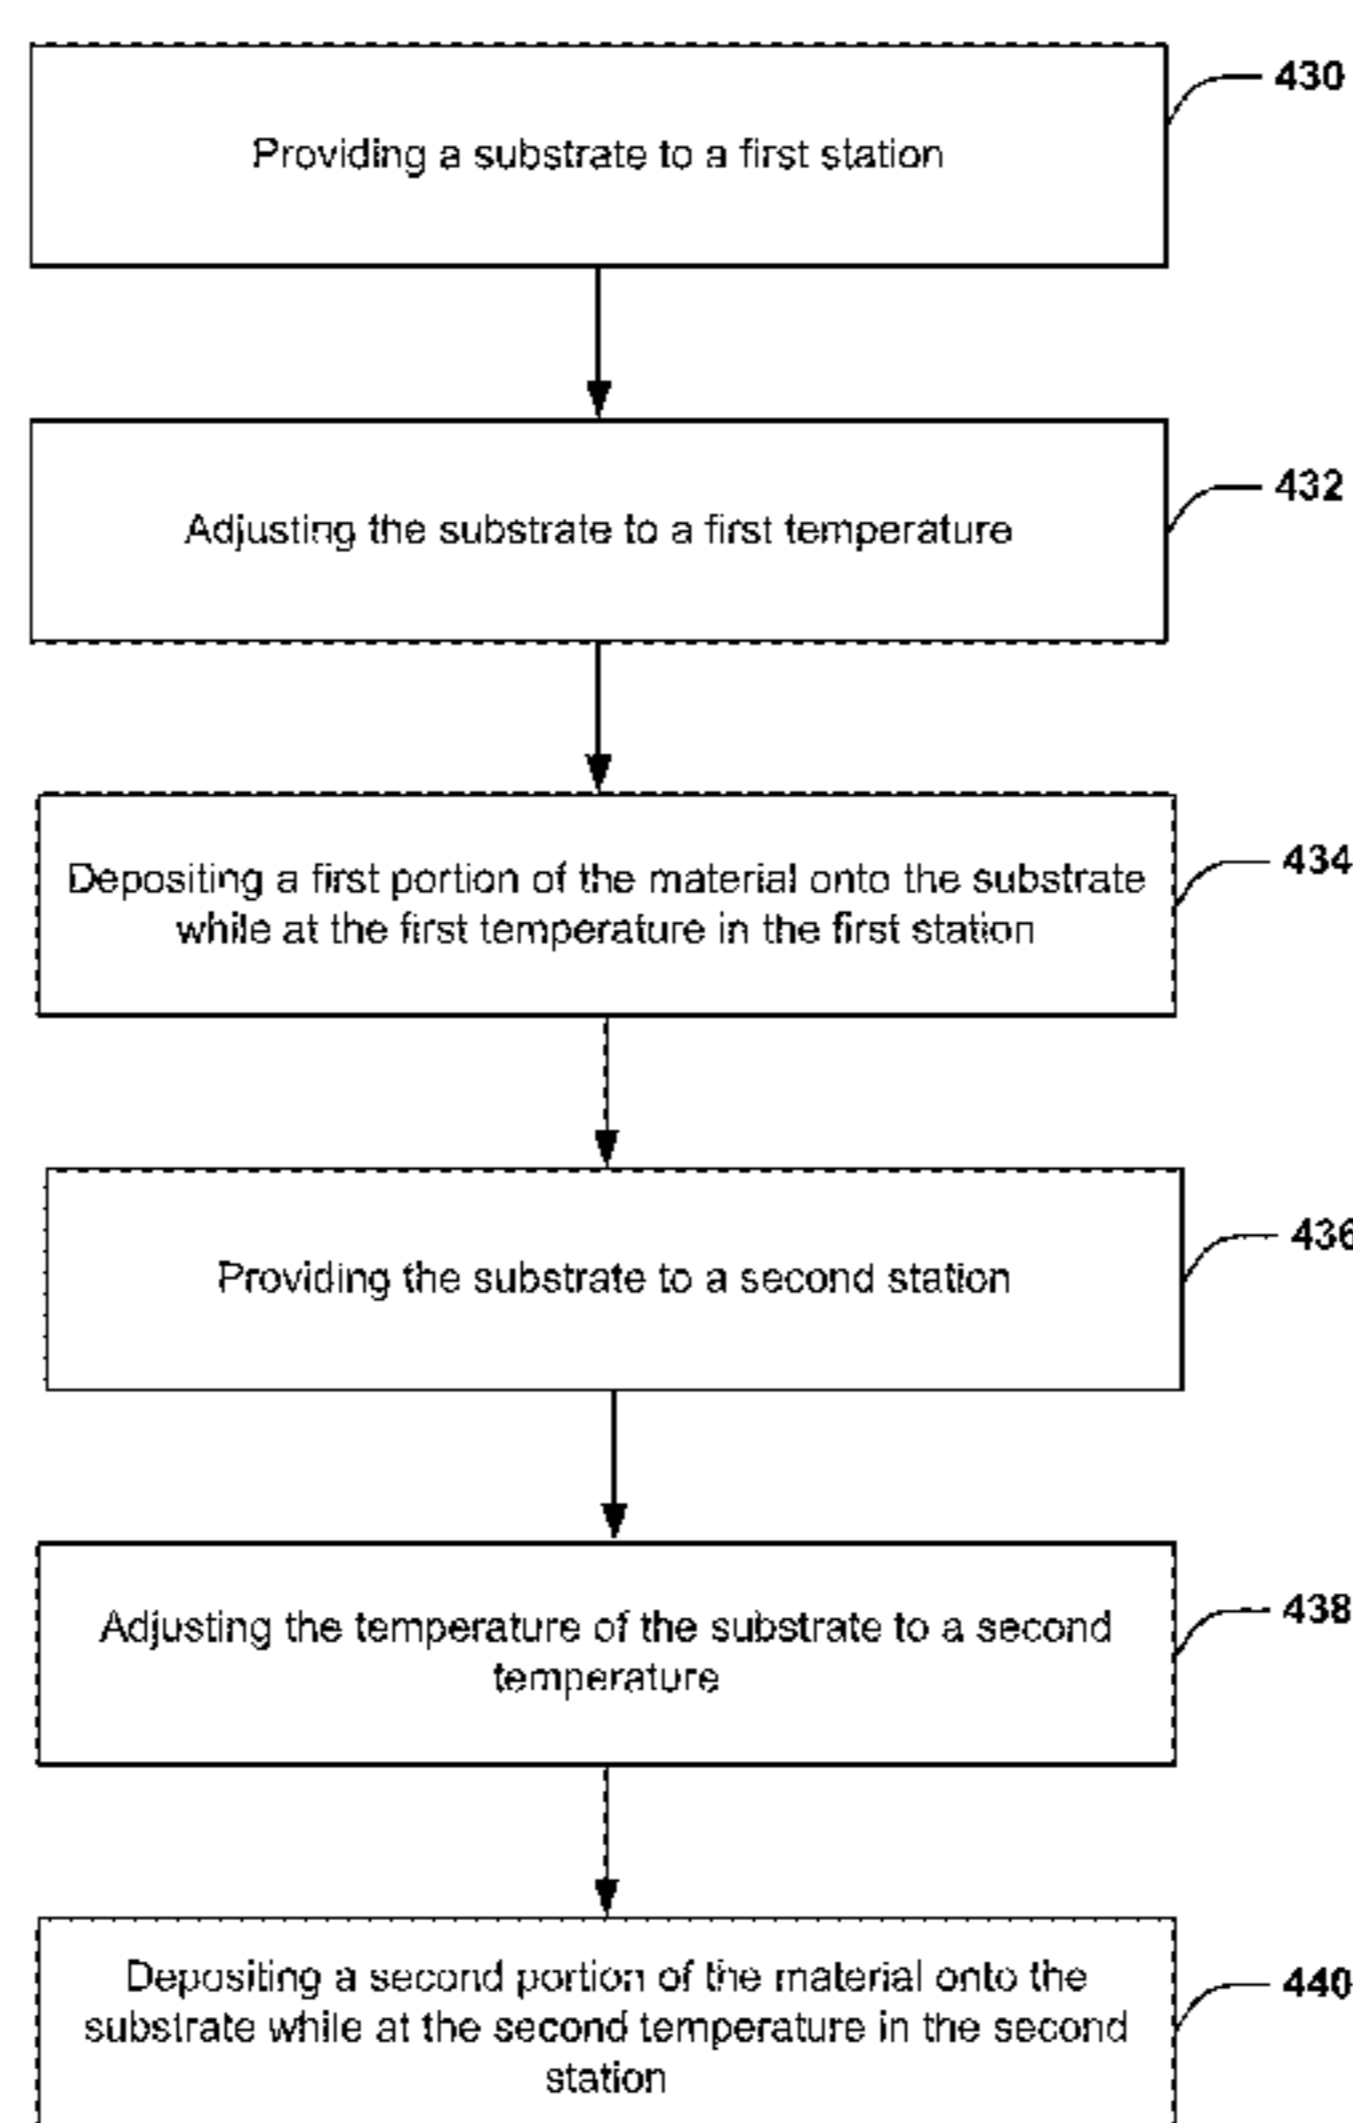 430
Providing a substrate to a first station
432
Adjusting the substrate to a first temperature
434
Depositing a first portion of the material onto the substrate
while at the first temperature in the first station
436
Providing the substrate to a second station
438
Adjusting the temperature of the substrate to a second
temperature
440
Depositing a second portion of the material onto the
substrate while at the second temperature in the second
station